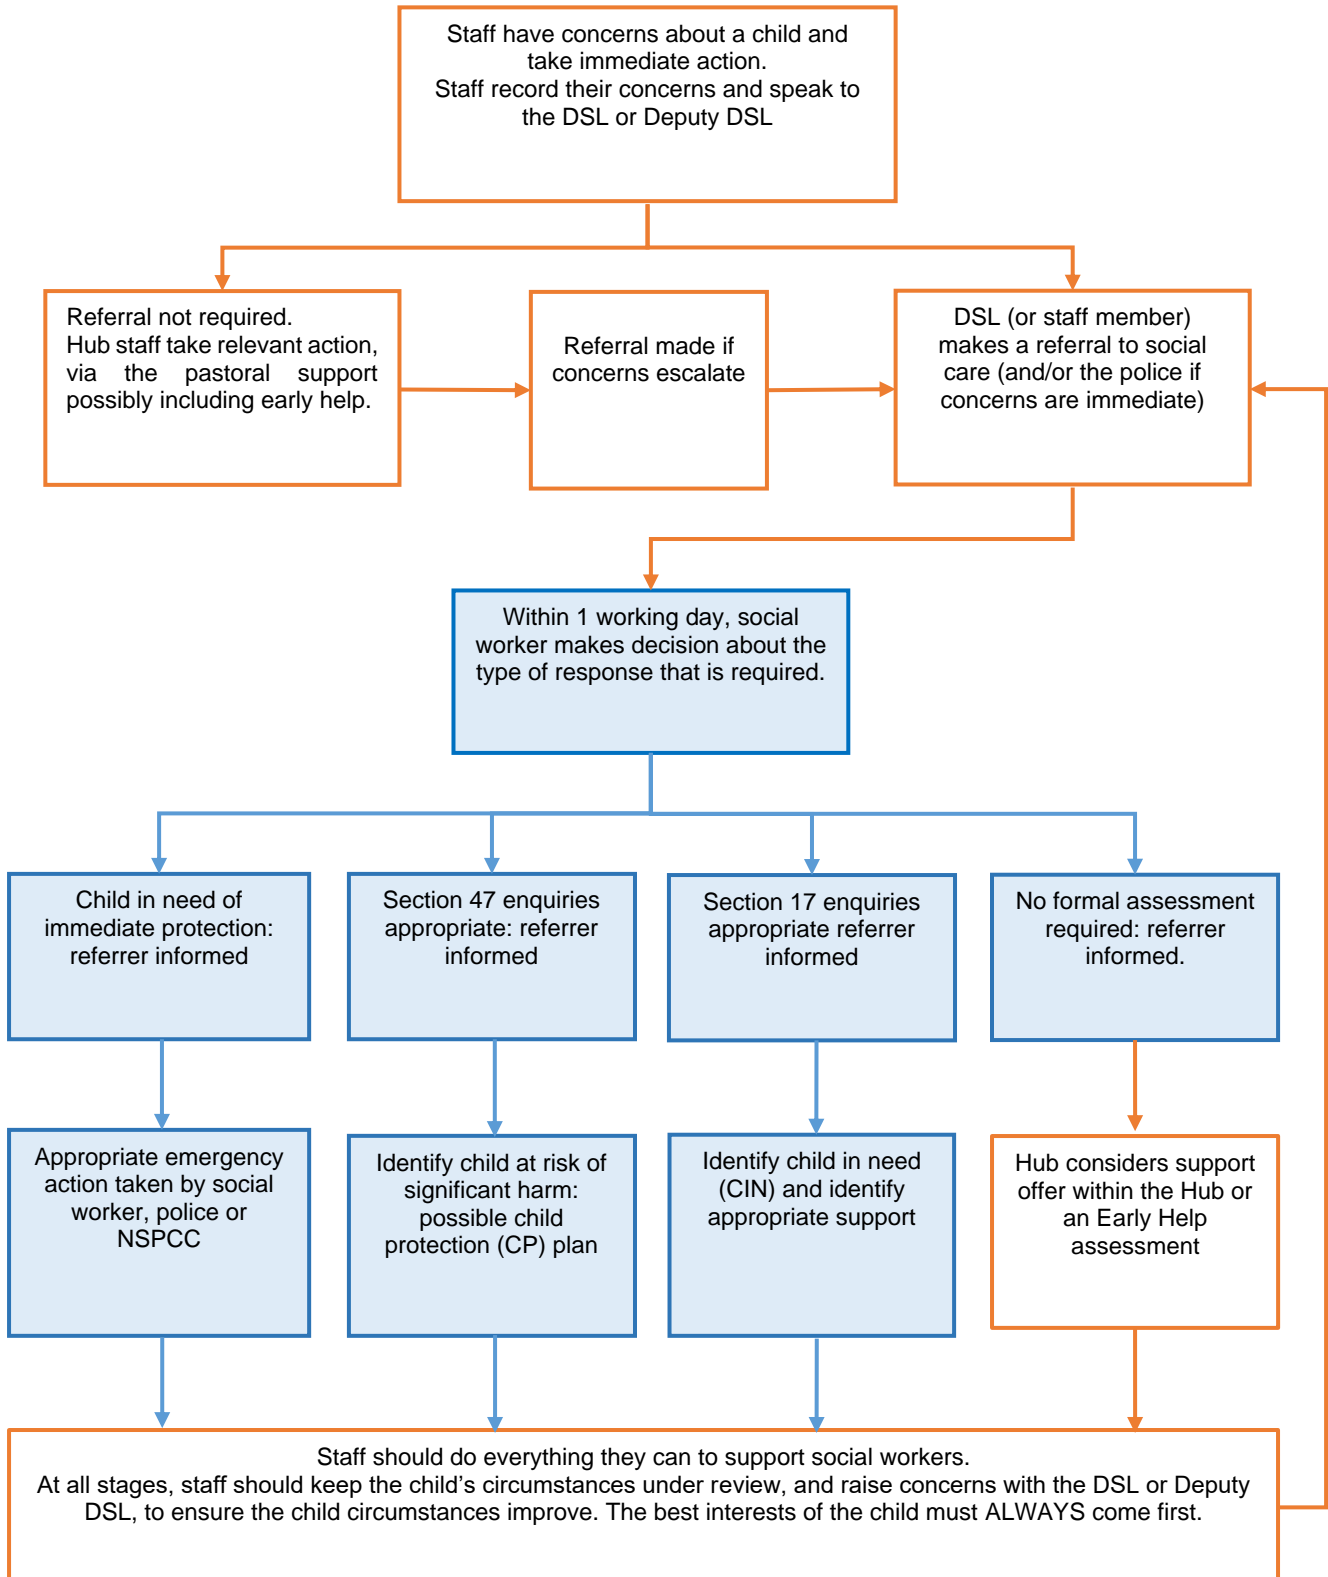 Staff have concerns about a child and
take immediate action.
Staff record their concerns and speak to
the DSL or Deputy DSL
Referral not required.
Hub staff take relevant action,
via the pastoral support
possibly including early help.
Referral made if
concerns escalate
DSL (or staff member)
makes a referral to social
care (and/or the police if
concerns are immediate)
Within 1 working day, social
worker makes decision about the
type of response that is required.
Child in need of
immediate protection:
referrer informed
Section 47 enquiries
appropriate: referrer
informed
Section 17 enquiries
appropriate referrer
informed
No formal assessment
required: referrer
informed.
Appropriate emergency
action taken by social
worker, police or
NSPCC
Identify child at risk of
significant harm:
possible child
protection (CP) plan
Identify child in need
(CIN) and identify
appropriate support
Hub considers support
offer within the Hub or
an Early Help
assessment
Staff should do everything they can to support social workers.
At all stages, staff should keep the child’s circumstances under review, and raise concerns with the DSL or Deputy
DSL, to ensure the child circumstances improve. The best interests of the child must ALWAYS come first.